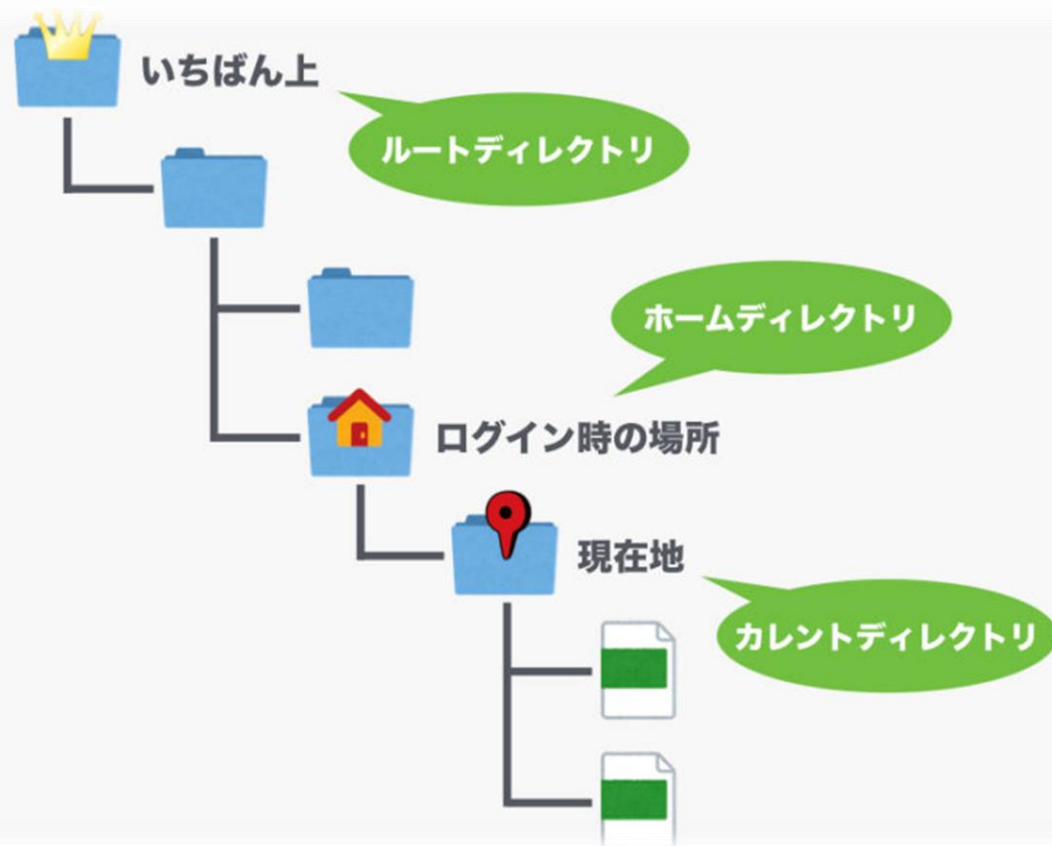 いちばん上
ルートディレクトリ
ホームディレクトリ
ログイン時の場所
現在地
カレントディレクトリ